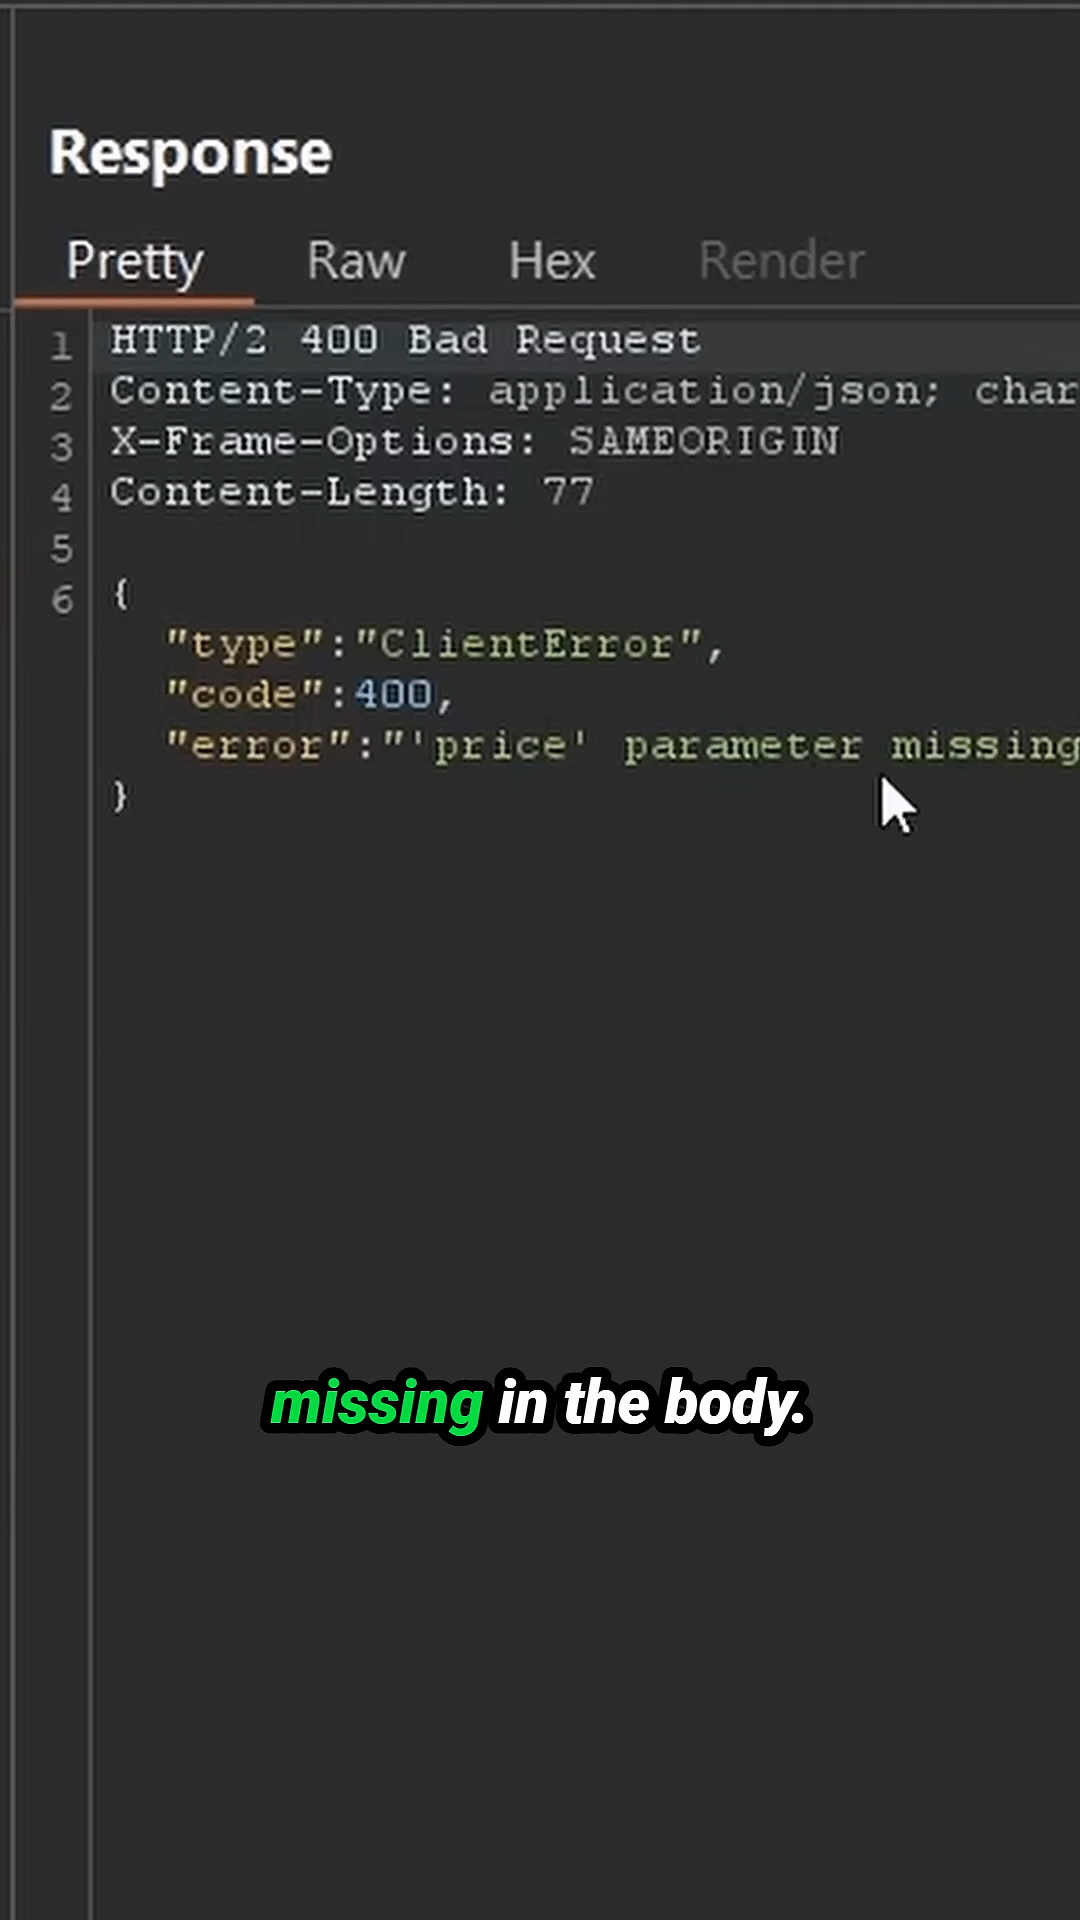 Response
Pretty Raw Hex Render
1 HTTP/2 400 Bad Request
2 Content-Type: application/json; char
3 X-Frame-Options: SAMEORIGIN
4 Content-Length: 77
5
6 {
"type":"ClientError",
"code":400,
"error":"'price' parameter missing
}
missing in the body.